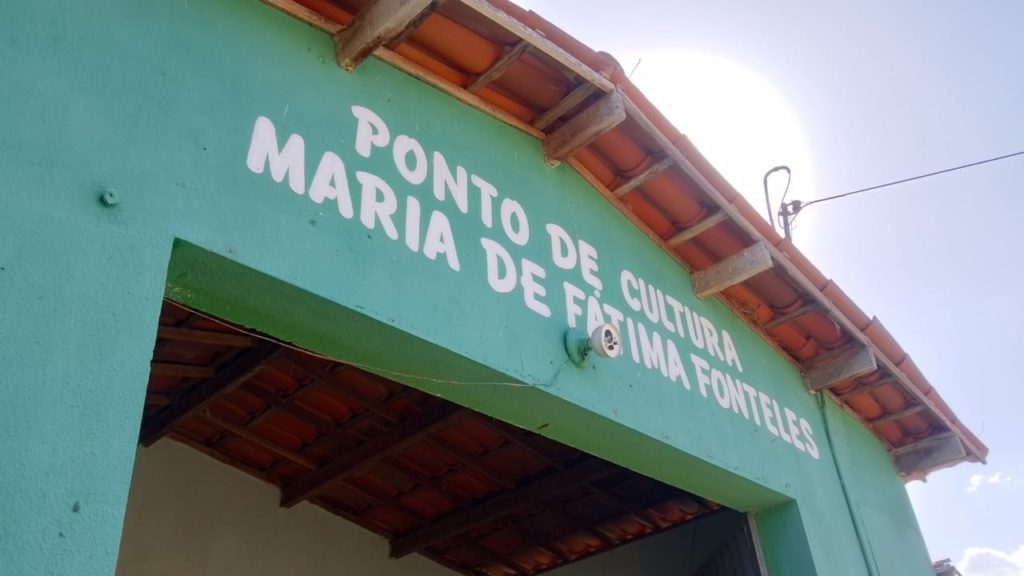 PONTO DE CULTURA
MARIA DE FÁTIMA FONTELES